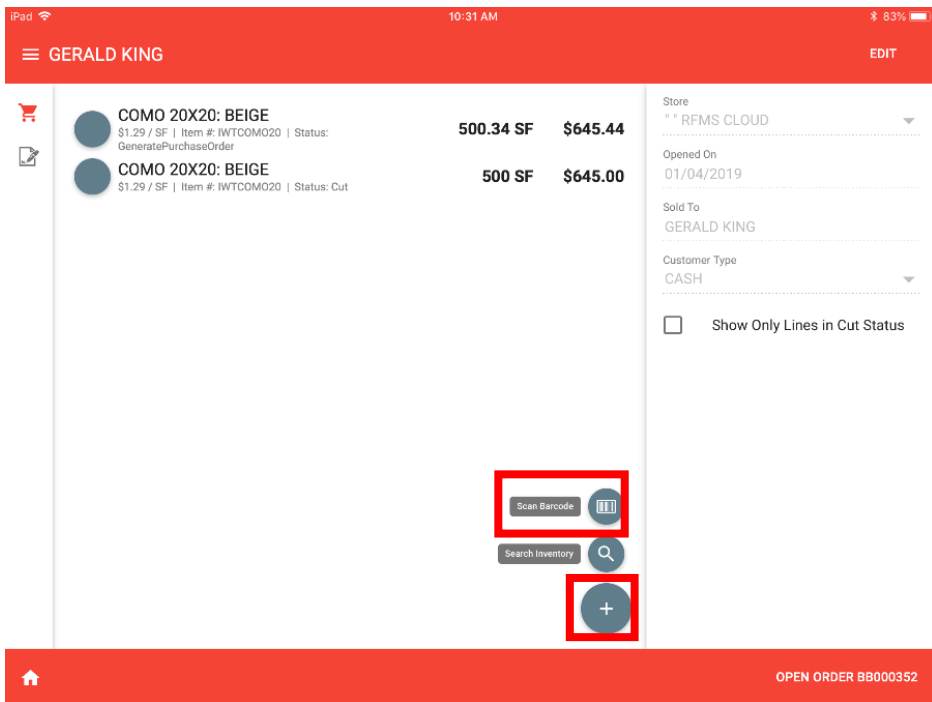 iPad 10:31 AM 83%
GERALD KING EDIT
COMO 20X20: BEIGE
$1.29 / SF | Item #: IWTCOMO20 | Status:
GeneratePurchaseOrder
500.34 SF $645.44
COMO 20X20: BEIGE
$1.29 / SF | Item #: IWTCOMO20 | Status: Cut
500 SF $645.00
Store
" " RFMS CLOUD
Opened On
01/04/2019
Sold To
GERALD KING
Customer Type
CASH
Show Only Lines in Cut Status
Scan Barcode
Search Inventory
+
OPEN ORDER BB000352